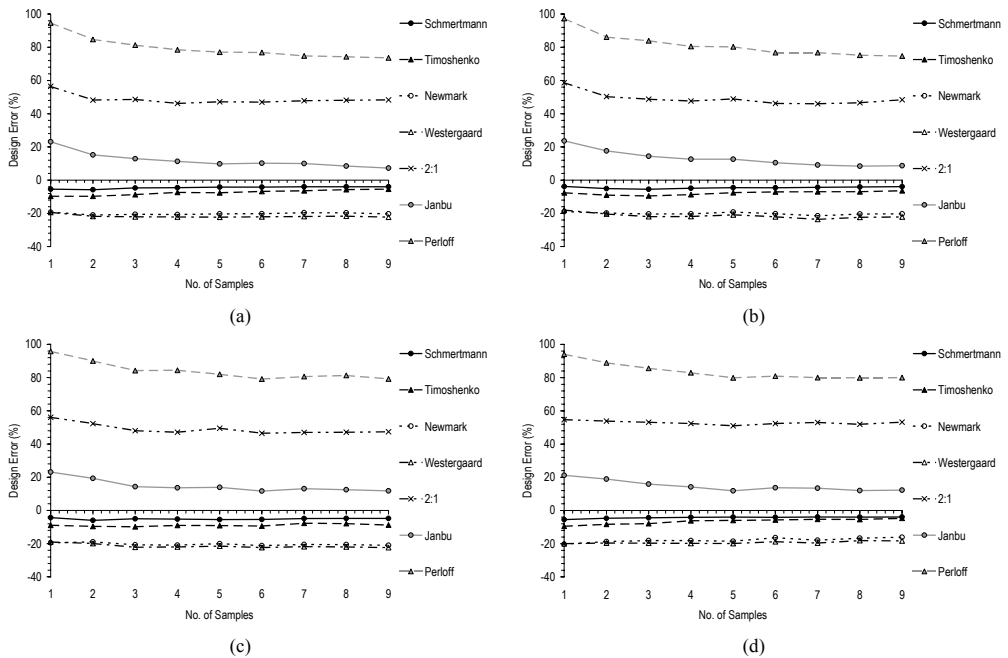 100
80
60
40
20
0
-20
-40
Design Error (%)
1 2 3 4 5 6 7 8 9
No. of Samples
Schmertmann
Timoshenko
Newmark
Westergaard
2:1
Janbu
Perloff
(a)
100
80
60
40
20
0
-20
-40
Design Error (%)
1 2 3 4 5 6 7 8 9
No. of Samples
Schmertmann
Timoshenko
Newmark
Westergaard
2:1
Janbu
Perloff
(b)
100
80
60
40
20
0
-20
-40
Design Error (%)
1 2 3 4 5 6 7 8 9
No. of Samples
Schmertmann
Timoshenko
Newmark
Westergaard
2:1
Janbu
Perloff
(c)
100
80
60
40
20
0
-20
-40
Design Error (%)
1 2 3 4 5 6 7 8 9
No. of Samples
Schmertmann
Timoshenko
Newmark
Westergaard
2:1
Janbu
Perloff
(d)